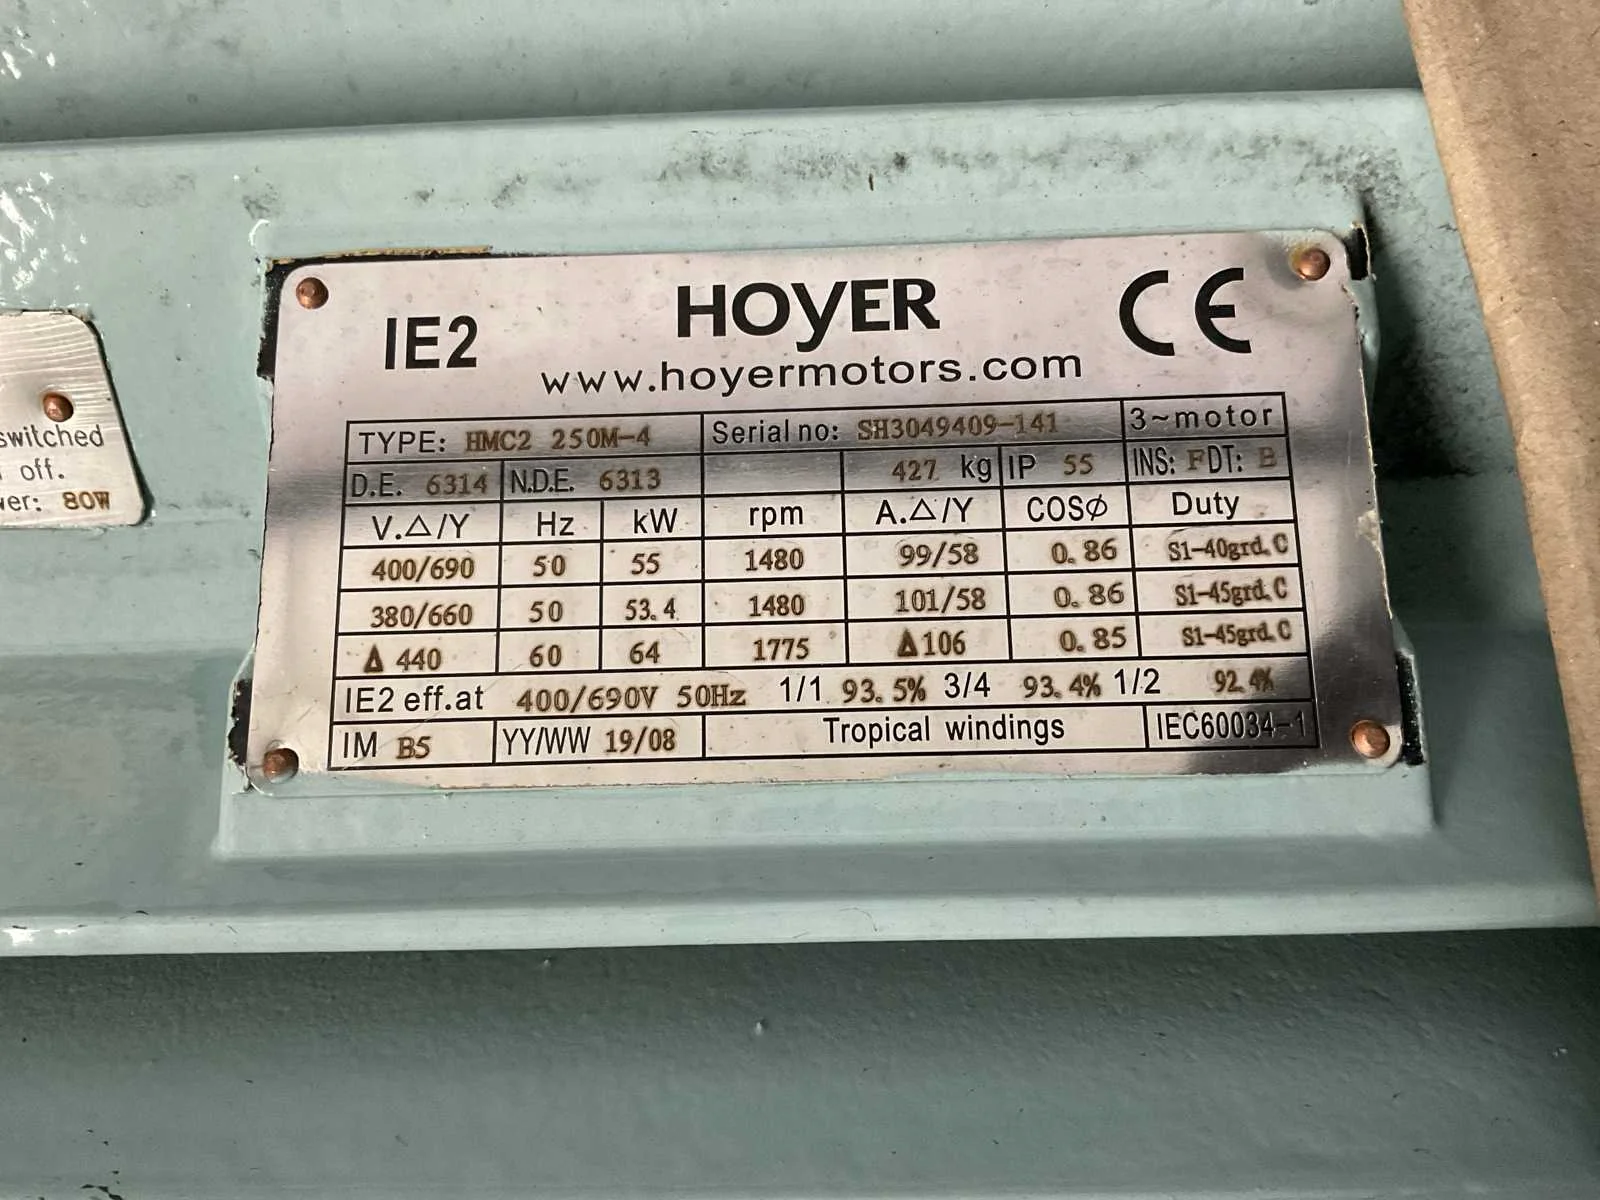 IE2 HOYER CE
www.hoyermotors.com
TYPE: HMC2 250M-4 Serial no: SH3049409-141 3~motor
D.E. 6314 N.D.E. 6313 427 kg IP 55 INS: F DT: B
V.△/Y Hz kW rpm A.△/Y COSØ Duty
400/690 50 55 1480 99/58 0.86 S1-40grd.C
380/660 50 53.4 1480 101/58 0.86 S1-45grd.C
△ 440 60 64 1775 △106 0.85 S1-45grd.C
IE2 eff.at 400/690V 50Hz 1/1 93.5% 3/4 93.4% 1/2 92.4%
IM B5 YY/WW 19/08 Tropical windings IEC60034-1
switched
off.
80W